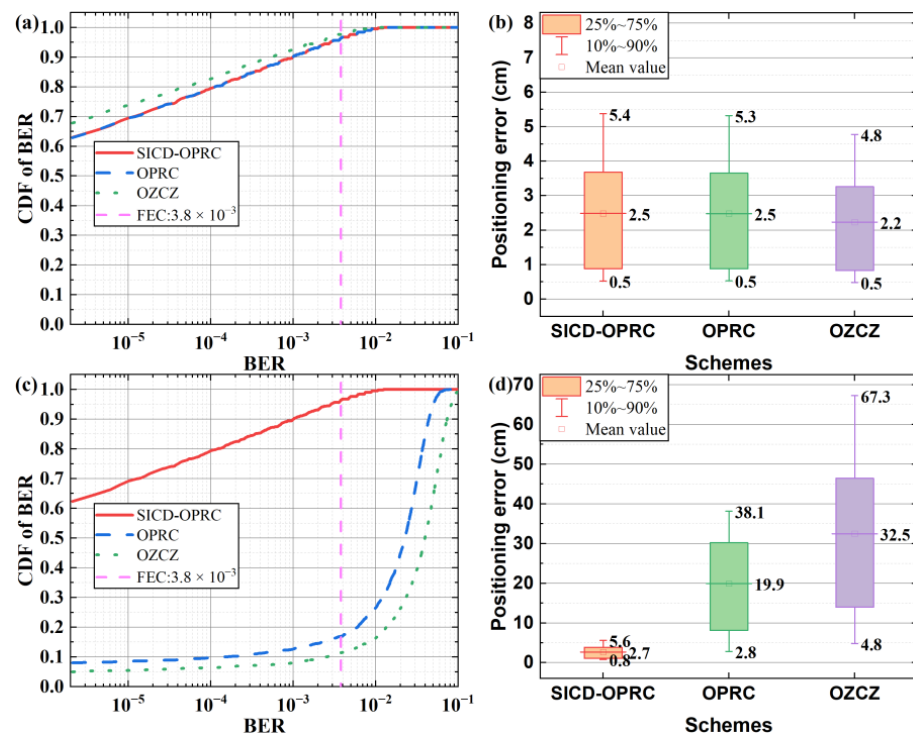 (a)
1.0
0.9
0.8
0.7
0.6
0.5
0.4
0.3
0.2
0.1
0.0
CDF of BER
SICD-OPRC
OPRC
OZCZ
FEC:3.8 × 10⁻³
10⁻⁵
10⁻⁴
10⁻³
10⁻²
10⁻¹
BER
(b)
8
7
6
5
4
3
2
1
0
Positioning error (cm)
25%~75%
10%~90%
Mean value
5.4
2.5
0.5
5.3
2.5
0.5
4.8
2.2
0.5
SICD-OPRC
OPRC
OZCZ
Schemes
(c)
1.0
0.9
0.8
0.7
0.6
0.5
0.4
0.3
0.2
0.1
0.0
CDF of BER
SICD-OPRC
OPRC
OZCZ
FEC:3.8 × 10⁻³
10⁻⁵
10⁻⁴
10⁻³
10⁻²
10⁻¹
BER
(d)
70
60
50
40
30
20
10
0
Positioning error (cm)
25%~75%
10%~90%
Mean value
5.6
2.7
0.8
38.1
19.9
2.8
67.3
32.5
4.8
SICD-OPRC
OPRC
OZCZ
Schemes